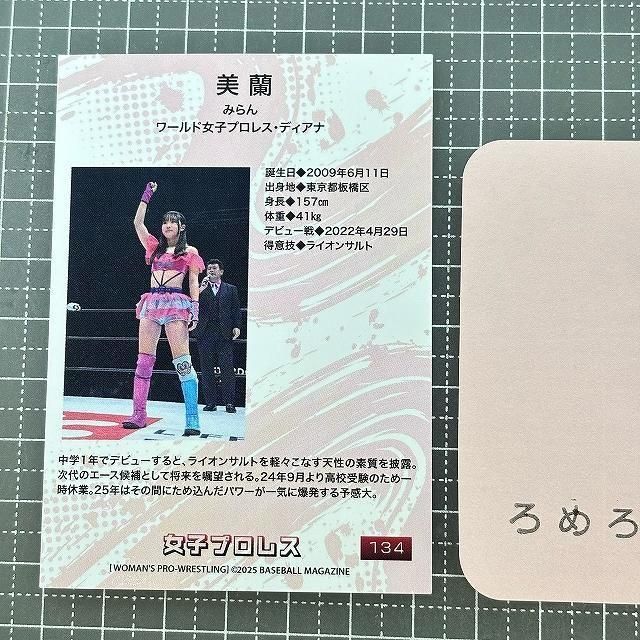 美蘭
みらん
ワールド女子プロレス・ディアナ
誕生日◆2009年6月11日
出身地◆東京都板橋区
身長◆157㎝
体重◆41㎏
デビュー戦◆2022年4月29日
得意技◆ライオンサルト
中学1年でデビューすると、ライオンサルトを軽々こなす天性の素質を披露。
次代のエース候補として将来を嘱望される。24年9月より高校受験のため一
時休業。25年はその間にため込んだパワーが一気に爆発する予感大。
女子プロレス
134
[WOMAN'S PRO-WRESTLING] ©2025 BASEBALL MAGAZINE
ろめろ